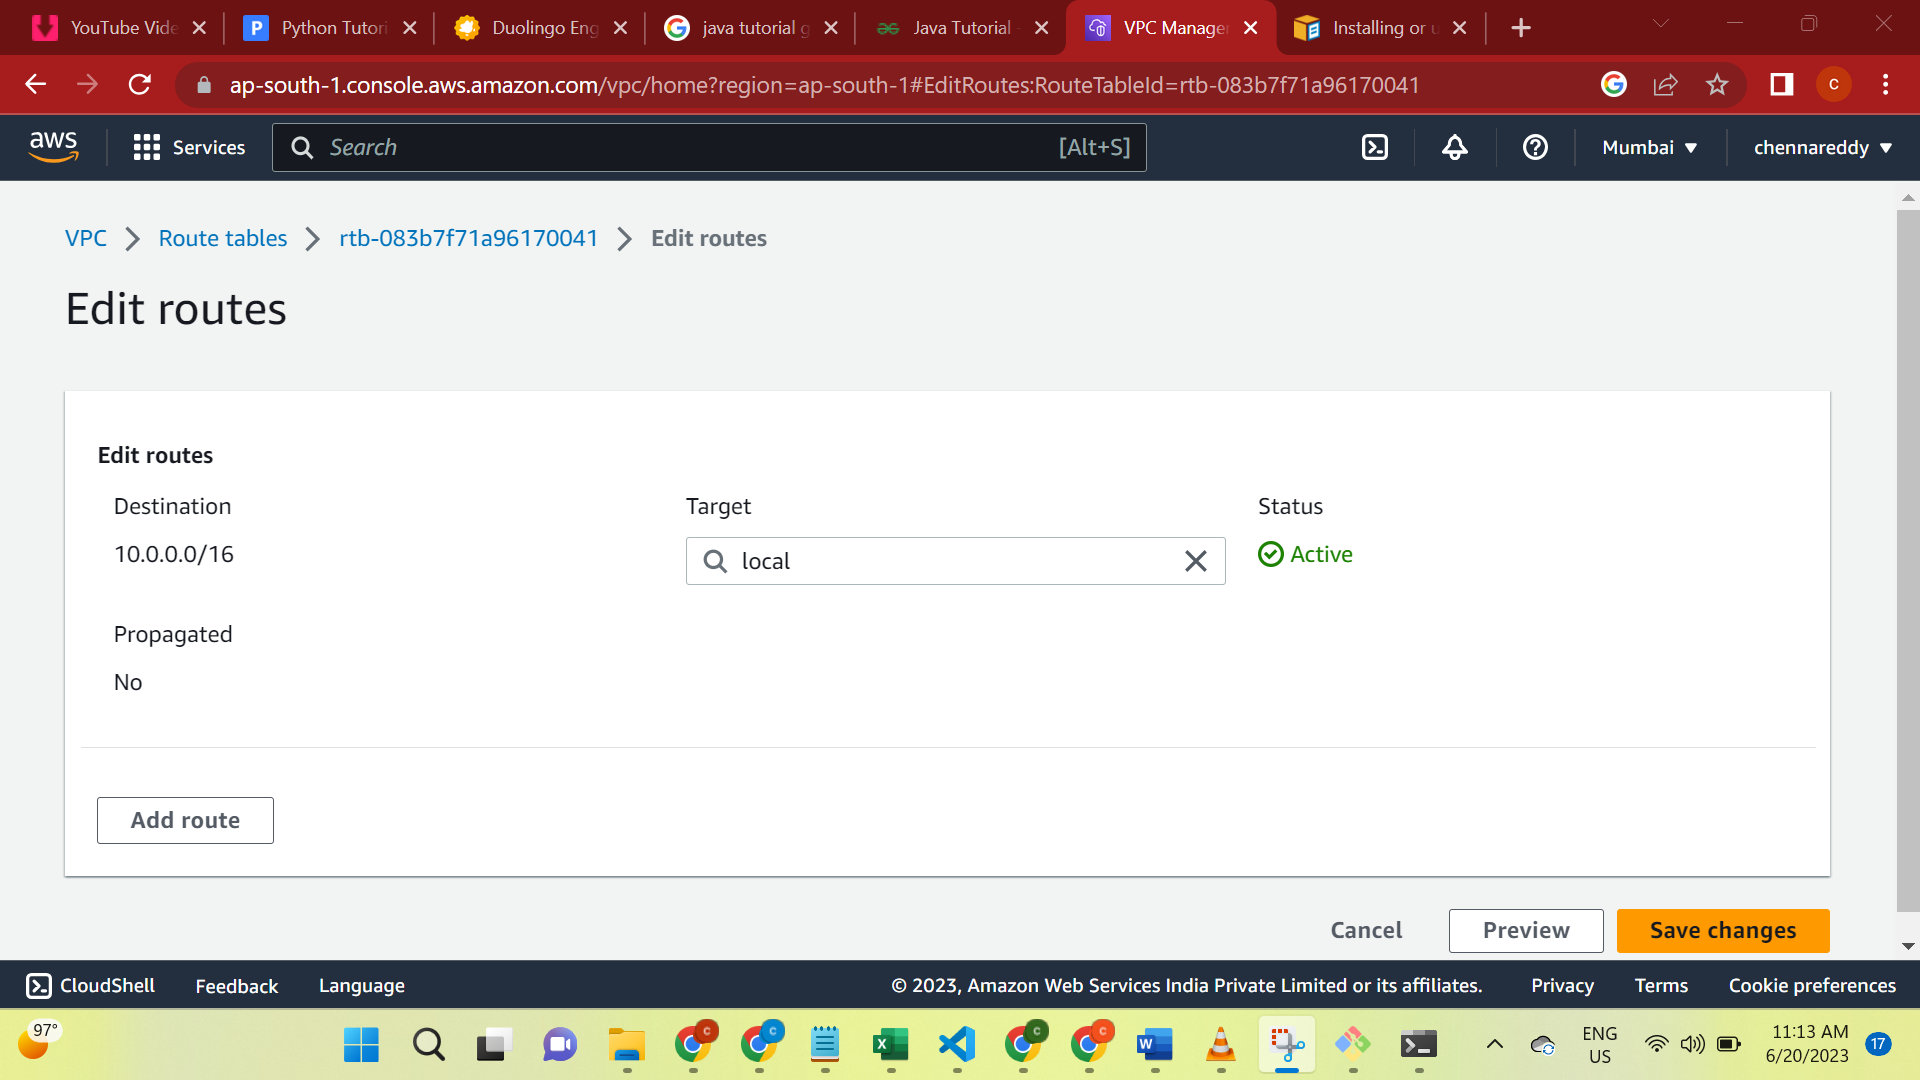 YouTube Vide
Python Tutori
Duolingo Eng
java tutorial g
Java Tutorial -
VPC Manager
Installing or u
ap-south-1.console.aws.amazon.com/vpc/home?region=ap-south-1#EditRoutes:RouteTableId=rtb-083b7f71a96170041
c
aws
Services
Search
[Alt+S]
Mumbai
chennareddy
VPC
Route tables
rtb-083b7f71a96170041
Edit routes
Edit routes
Edit routes
Destination
Target
Status
10.0.0.0/16
local
Active
Propagated
No
Add route
Cancel
Preview
Save changes
CloudShell
Feedback
Language
© 2023, Amazon Web Services India Private Limited or its affiliates.
Privacy
Terms
Cookie preferences
97°
ENG
US
11:13 AM
6/20/2023
17